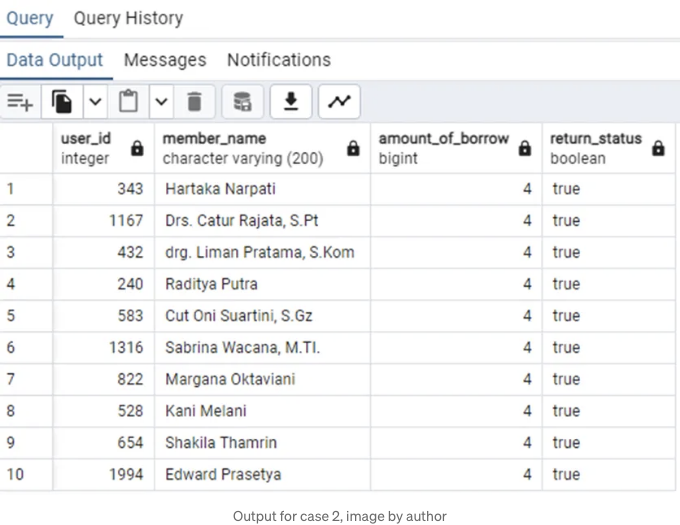 Query Query History
Data Output Messages Notifications
user_id member_name amount_of_borrow return_status
integer character varying (200) bigint boolean
1 343 Hartaka Narpati 4 true
2 1167 Drs. Catur Rajata, S.Pt 4 true
3 432 drg. Liman Pratama, S.Kom 4 true
4 240 Raditya Putra 4 true
5 583 Cut Oni Suartini, S.Gz 4 true
6 1316 Sabrina Wacana, M.TI. 4 true
7 822 Margana Oktaviani 4 true
8 528 Kani Melani 4 true
9 654 Shakila Thamrin 4 true
10 1994 Edward Prasetya 4 true
Output for case 2, image by author